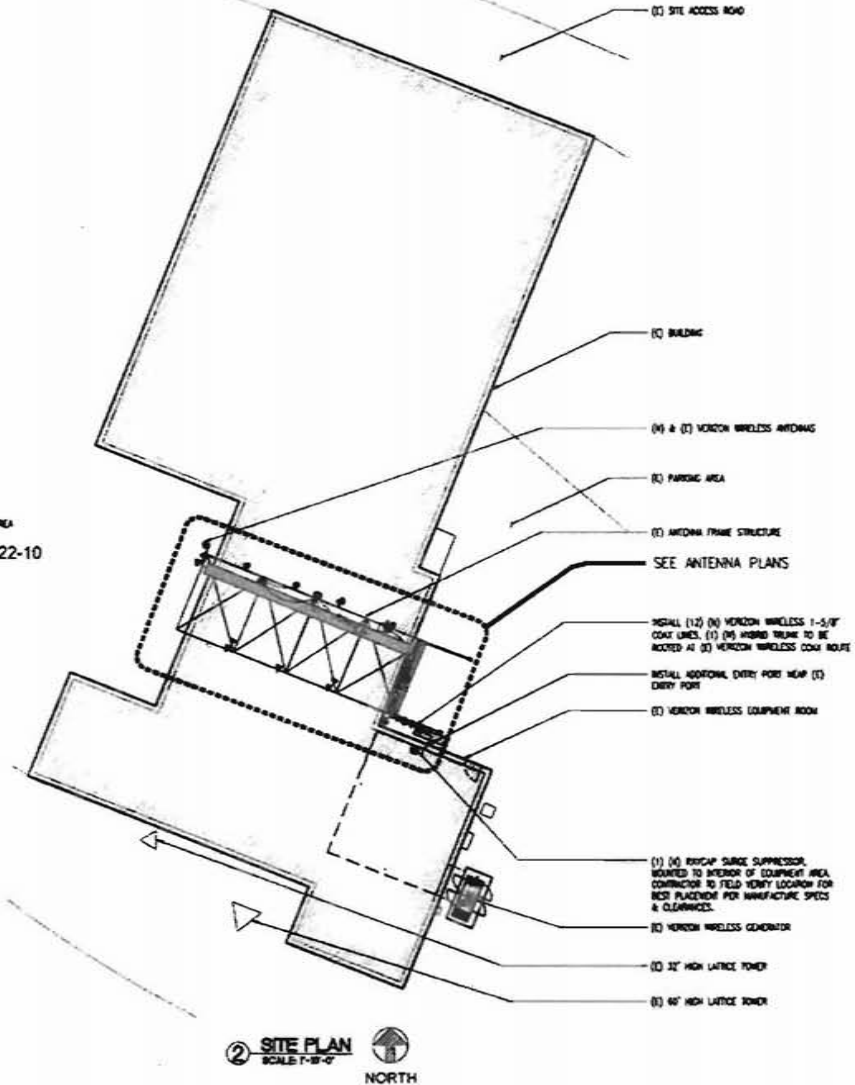 (E) SITE ACCESS ROAD
(E) BUILDING
(N) & (E) VERIZON WIRELESS ANTENNAS
(E) PARKING AREA
(E) ANTENNA FRAME STRUCTURE
SEE ANTENNA PLANS
INSTALL (12) (N) VERIZON WIRELESS 1-5/8"
COAX LINES, (1) (N) HYBRID TRUNK TO BE
ROUTED AT (E) VERIZON WIRELESS COAX ROUTE
INSTALL ADDITIONAL ENTRY PORT NEAR (E)
ENTRY PORT
(E) VERIZON WIRELESS EQUIPMENT ROOM
(1) (N) RAYCAP SURGE SUPPRESSOR,
MOUNTED TO INTERIOR OF EQUIPMENT AREA.
CONTRACTOR TO FIELD VERIFY LOCATION FOR
BEST PLACEMENT PER MANUFACTURE SPECS
& CLEARANCES.
(E) VERIZON WIRELESS GENERATOR
(E) 32' HIGH LATTICE TOWER
(E) 60' HIGH LATTICE TOWER
22-10
2 SITE PLAN
SCALE:
NORTH